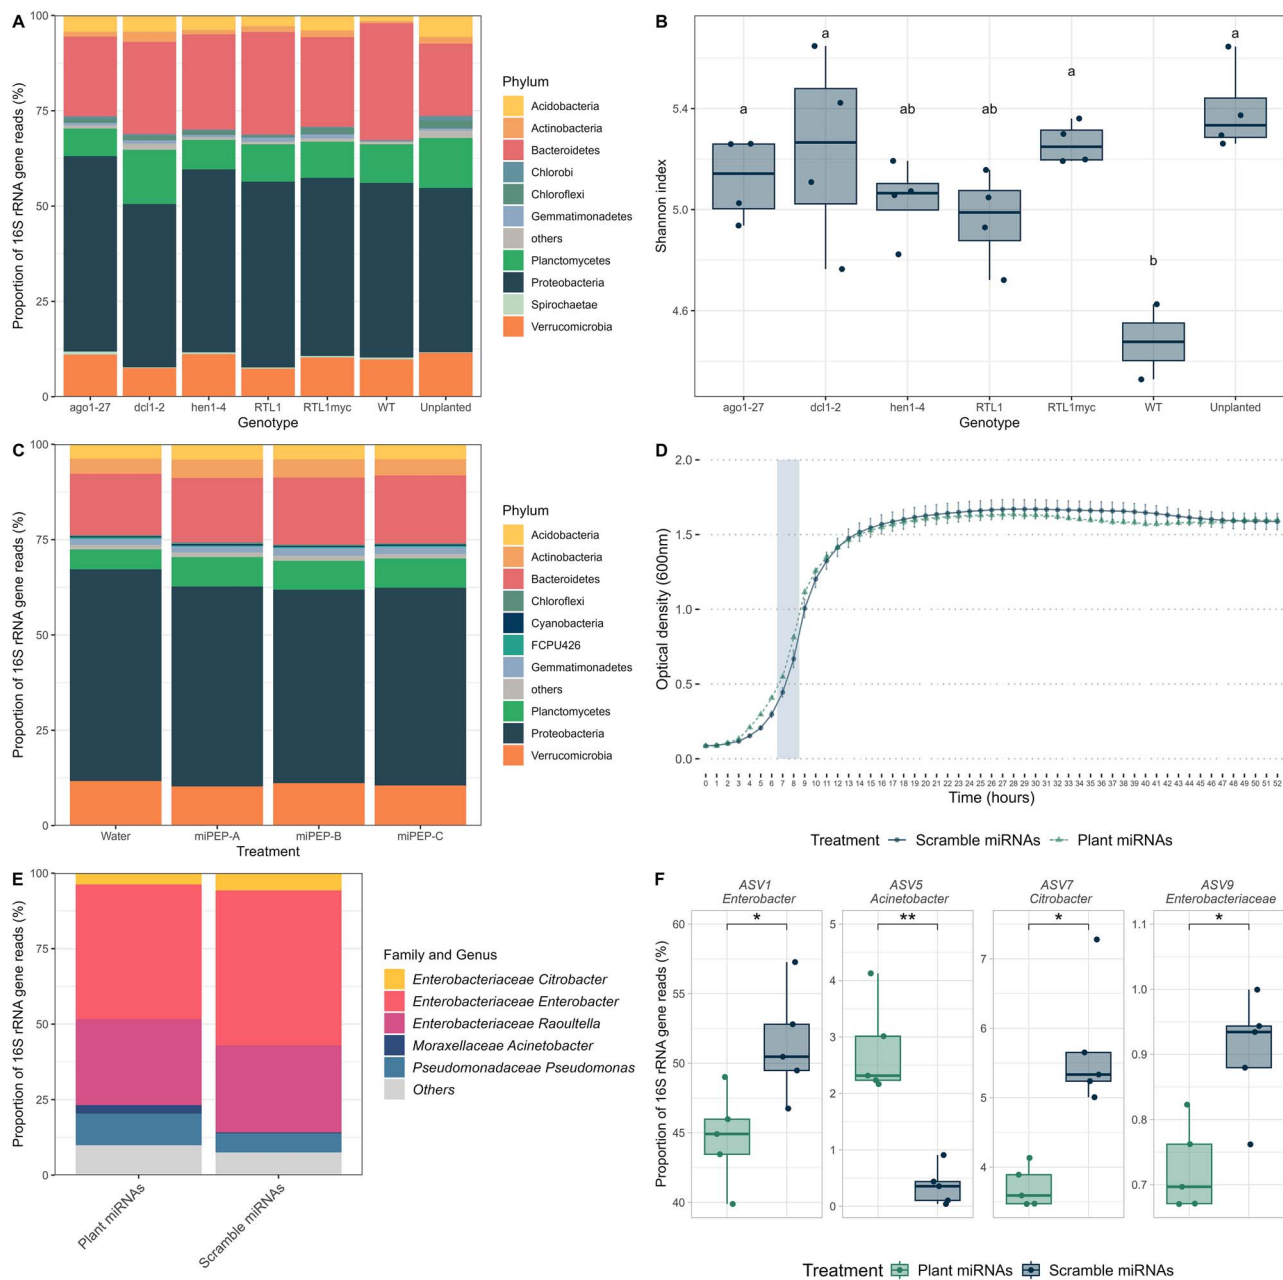 A
Proportion of 16S rRNA gene reads (%)
100
75
50
25
0
ago1-27 dcl1-2 hen1-4 RTL1 RTL1myc WT Unplanted
Genotype
Phylum
Acidobacteria
Actinobacteria
Bacteroidetes
Chlorobi
Chloroflexi
Gemmatimonadetes
others
Planctomycetes
Proteobacteria
Spirochaetae
Verrucomicrobia
B
Shannon index
5.4
5.0
4.6
a a ab ab a b a
ago1-27 dcl1-2 hen1-4 RTL1 RTL1myc WT Unplanted
Genotype
C
Proportion of 16S rRNA gene reads (%)
100
75
50
25
0
Water miPEP-A miPEP-B miPEP-C
Treatment
Phylum
Acidobacteria
Actinobacteria
Bacteroidetes
Chloroflexi
Cyanobacteria
FCPU426
Gemmatimonadetes
others
Planctomycetes
Proteobacteria
Verrucomicrobia
D
Optical density (600nm)
2.0
1.5
1.0
0.5
0.0
0 1 2 3 4 5 6 7 8 9 10 11 12 13 14 15 16 17 18 19 20 21 22 23 24 25 26 27 28 29 30 31 32 33 34 35 36 37 38 39 40 41 42 43 44 45 46 47 48 49 50 51 52
Time (hours)
Treatment Scramble miRNAs Plant miRNAs
E
Proportion of 16S rRNA gene reads (%)
100
75
50
25
0
Plant miRNAs
Scramble miRNAs
Family and Genus
Enterobacteriaceae Citrobacter
Enterobacteriaceae Enterobacter
Enterobacteriaceae Raoultella
Moraxellaceae Acinetobacter
Pseudomonadaceae Pseudomonas
Others
F
Proportion of 16S rRNA gene reads (%)
ASV1
Enterobacter
*
60
55
50
45
40
ASV5
Acinetobacter
**
5
4
3
2
1
0
ASV7
Citrobacter
*
7
6
5
4
ASV9
Enterobacteriaceae
*
1.1
1.0
0.9
0.8
0.7
Treatment Plant miRNAs Scramble miRNAs